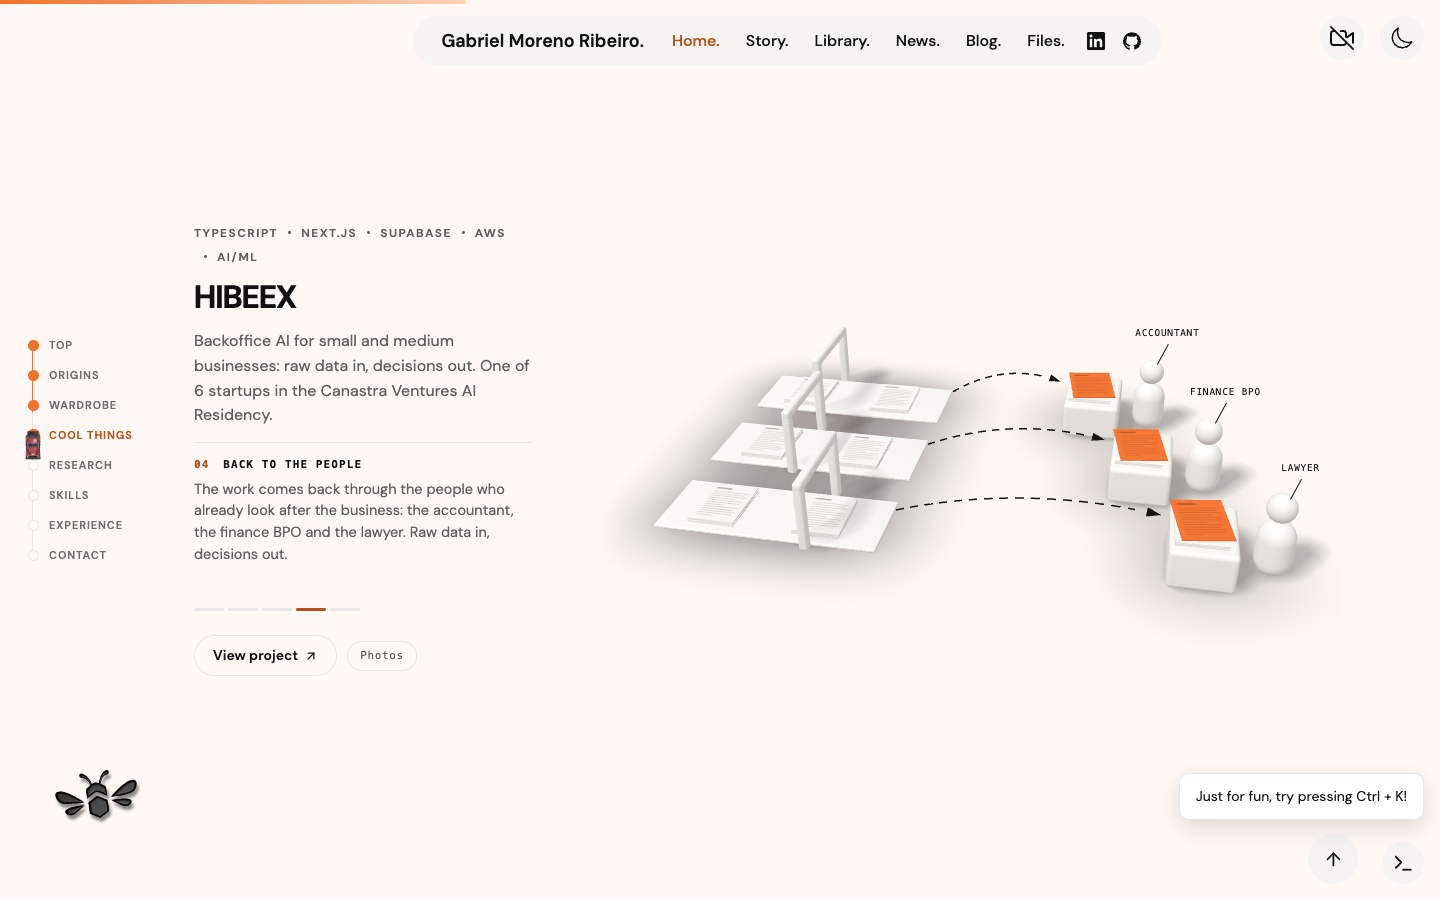 Gabriel Moreno Ribeiro. Home. Story. Library. News. Blog. Files.
TYPESCRIPT • NEXT.JS • SUPABASE • AWS
• AI/ML
HIBEEX
Backoffice AI for small and medium
businesses: raw data in, decisions out. One of
6 startups in the Canastra Ventures AI
Residency.
04 BACK TO THE PEOPLE
The work comes back through the people who
already look after the business: the accountant,
the finance BPO and the lawyer. Raw data in,
decisions out.
View project
Photos
TOP
ORIGINS
WARDROBE
COOL THINGS
RESEARCH
SKILLS
EXPERIENCE
CONTACT
ACCOUNTANT
FINANCE BPO
LAWYER
Just for fun, try pressing Ctrl + K!